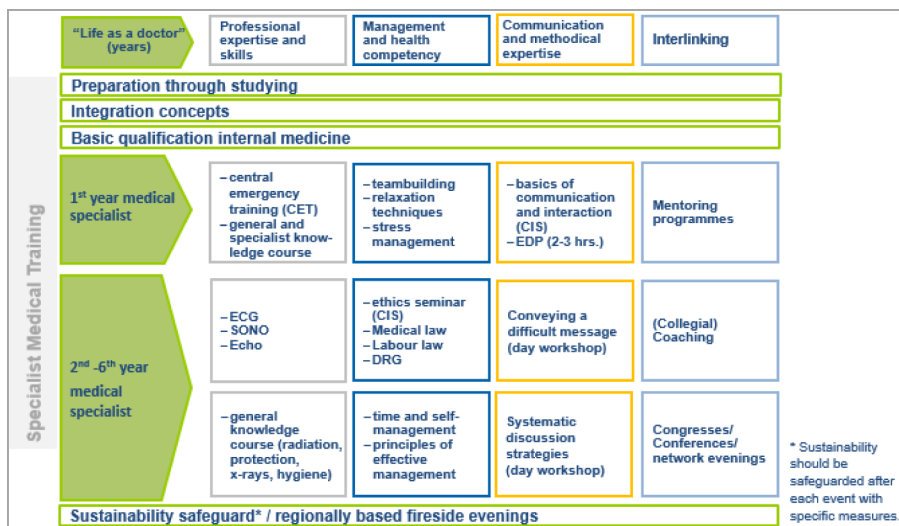 "Life as a doctor"
(years)
Professional
expertise and
skills
Management
and health
competency
Communication
and methodical
expertise
Interlinking
Specialist Medical Training
Preparation through studying
Integration concepts
Basic qualification internal medicine
1st year medical
specialist
– central
emergency
training (CET)
– general and
specialist know-
ledge course
– teambuilding
– relaxation
techniques
– stress
management
– basics of
communication
and interaction
(CIS)
– EDP (2-3 hrs.)
Mentoring
programmes
2nd -6th year
medical
specialist
– ECG
– SONO
– Echo
– ethics seminar
(CIS)
– Medical law
– Labour law
– DRG
Conveying a
difficult message
(day workshop)
(Collegial)
Coaching
– general
knowledge
course (radiation,
protection,
x-rays, hygiene)
– time and self-
management
– principles of
effective
management
Systematic
discussion
strategies
(day workshop)
Congresses/
Conferences/
network evenings
* Sustainability
should be
safeguarded after
each event with
specific measures.
Sustainability safeguard* / regionally based fireside evenings